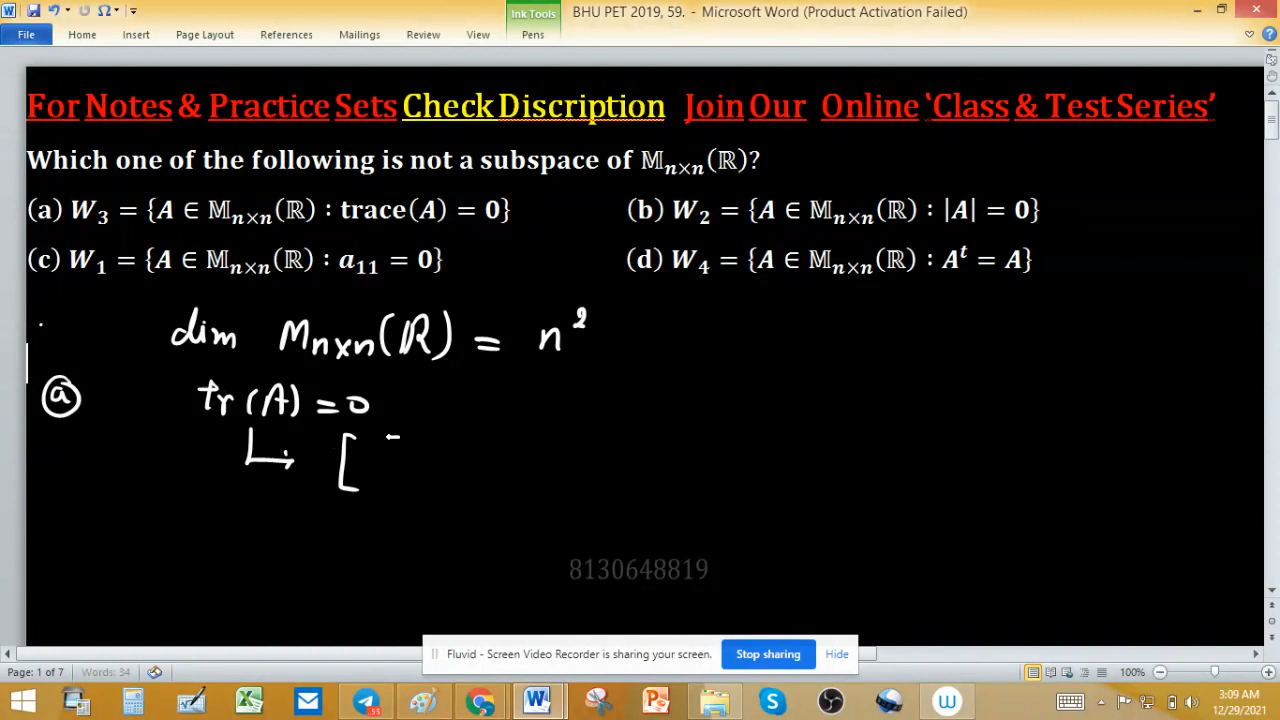 BHU PET 2019, 59. - Microsoft Word (Product Activation Failed)
Ink Tools
File Home Insert Page Layout References Mailings Review View Pens
For Notes & Practice Sets Check Discription Join Our Online ‘Class & Test Series’
Which one of the following is not a subspace of 𝕄ₙₓₙ(ℝ)?
(a) W₃ = {A ∈ 𝕄ₙₓₙ(ℝ) : trace(A) = 0} (b) W₂ = {A ∈ 𝕄ₙₓₙ(ℝ) : |A| = 0}
(c) W₁ = {A ∈ 𝕄ₙₓₙ(ℝ) : a₁₁ = 0} (d) W₄ = {A ∈ 𝕄ₙₓₙ(ℝ) : Aᵗ = A}
dim Mₙₓₙ(ℝ) = n²
ⓐ tr(A) = 0
[
8130648819
Fluvid - Screen Video Recorder is sharing your screen. Stop sharing Hide
Page: 1 of 7 Words: 34 100%
3:09 AM
12/29/2021